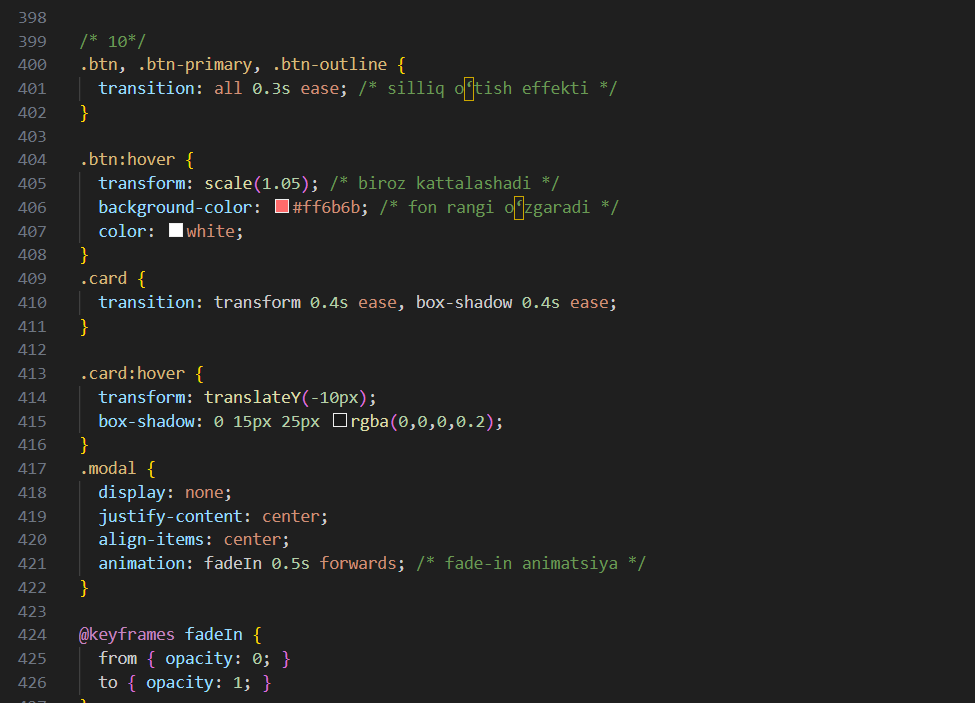 398
399 /* 10*/
400 .btn, .btn-primary, .btn-outline {
401   transition: all 0.3s ease; /* silliq o‘tish effekti */
402 }
403
404 .btn:hover {
405   transform: scale(1.05); /* biroz kattalashadi */
406   background-color: #ff6b6b; /* fon rangi o‘zgaradi */
407   color: white;
408 }
409 .card {
410   transition: transform 0.4s ease, box-shadow 0.4s ease;
411 }
412
413 .card:hover {
414   transform: translateY(-10px);
415   box-shadow: 0 15px 25px rgba(0,0,0,0.2);
416 }
417 .modal {
418   display: none;
419   justify-content: center;
420   align-items: center;
421   animation: fadeIn 0.5s forwards; /* fade-in animatsiya */
422 }
423
424 @keyframes fadeIn {
425   from { opacity: 0; }
426   to { opacity: 1; }